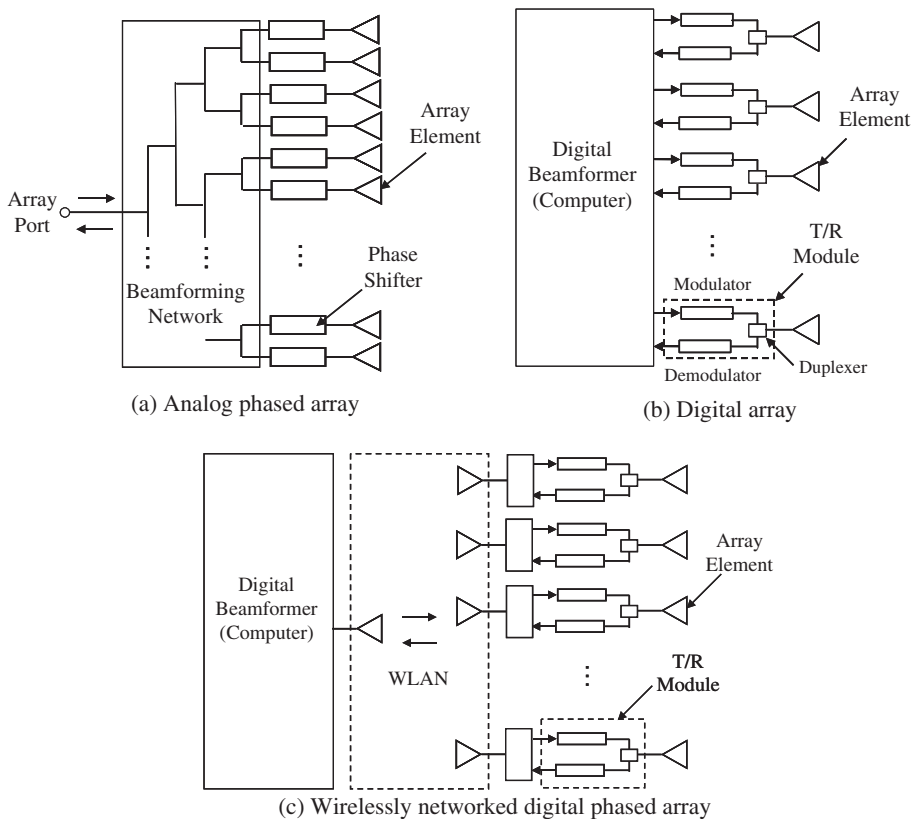 Array
Element
Array
Port
Phase
Shifter
Beamforming
Network
(a) Analog phased array
Digital
Beamformer
(Computer)
Array
Element
T/R
Module
Modulator
Demodulator
Duplexer
(b) Digital array
Digital
Beamformer
(Computer)
WLAN
Array
Element
T/R
Module
(c) Wirelessly networked digital phased array